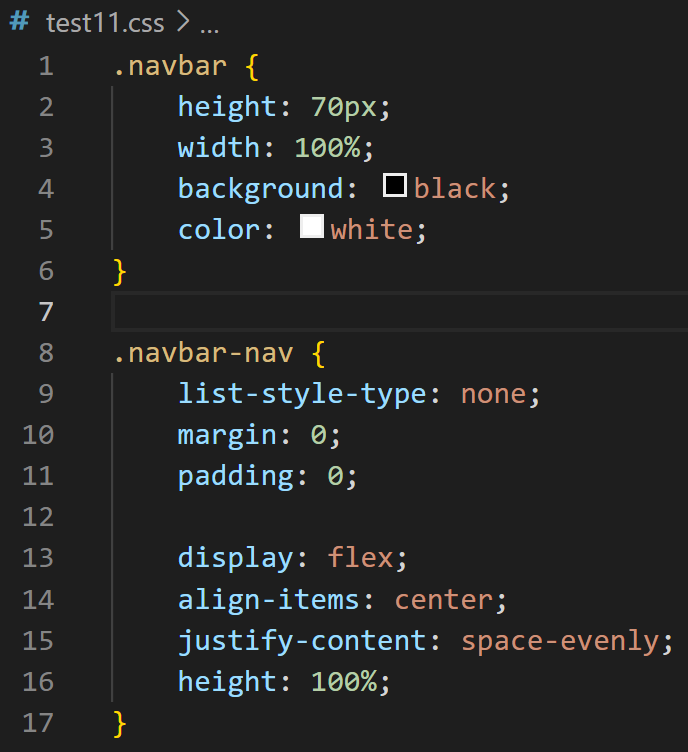 # test11.css > ...
1 .navbar {
2 height: 70px;
3 width: 100%;
4 background: black;
5 color: white;
6 }
7
8 .navbar-nav {
9 list-style-type: none;
10 margin: 0;
11 padding: 0;
12
13 display: flex;
14 align-items: center;
15 justify-content: space-evenly;
16 height: 100%;
17 }